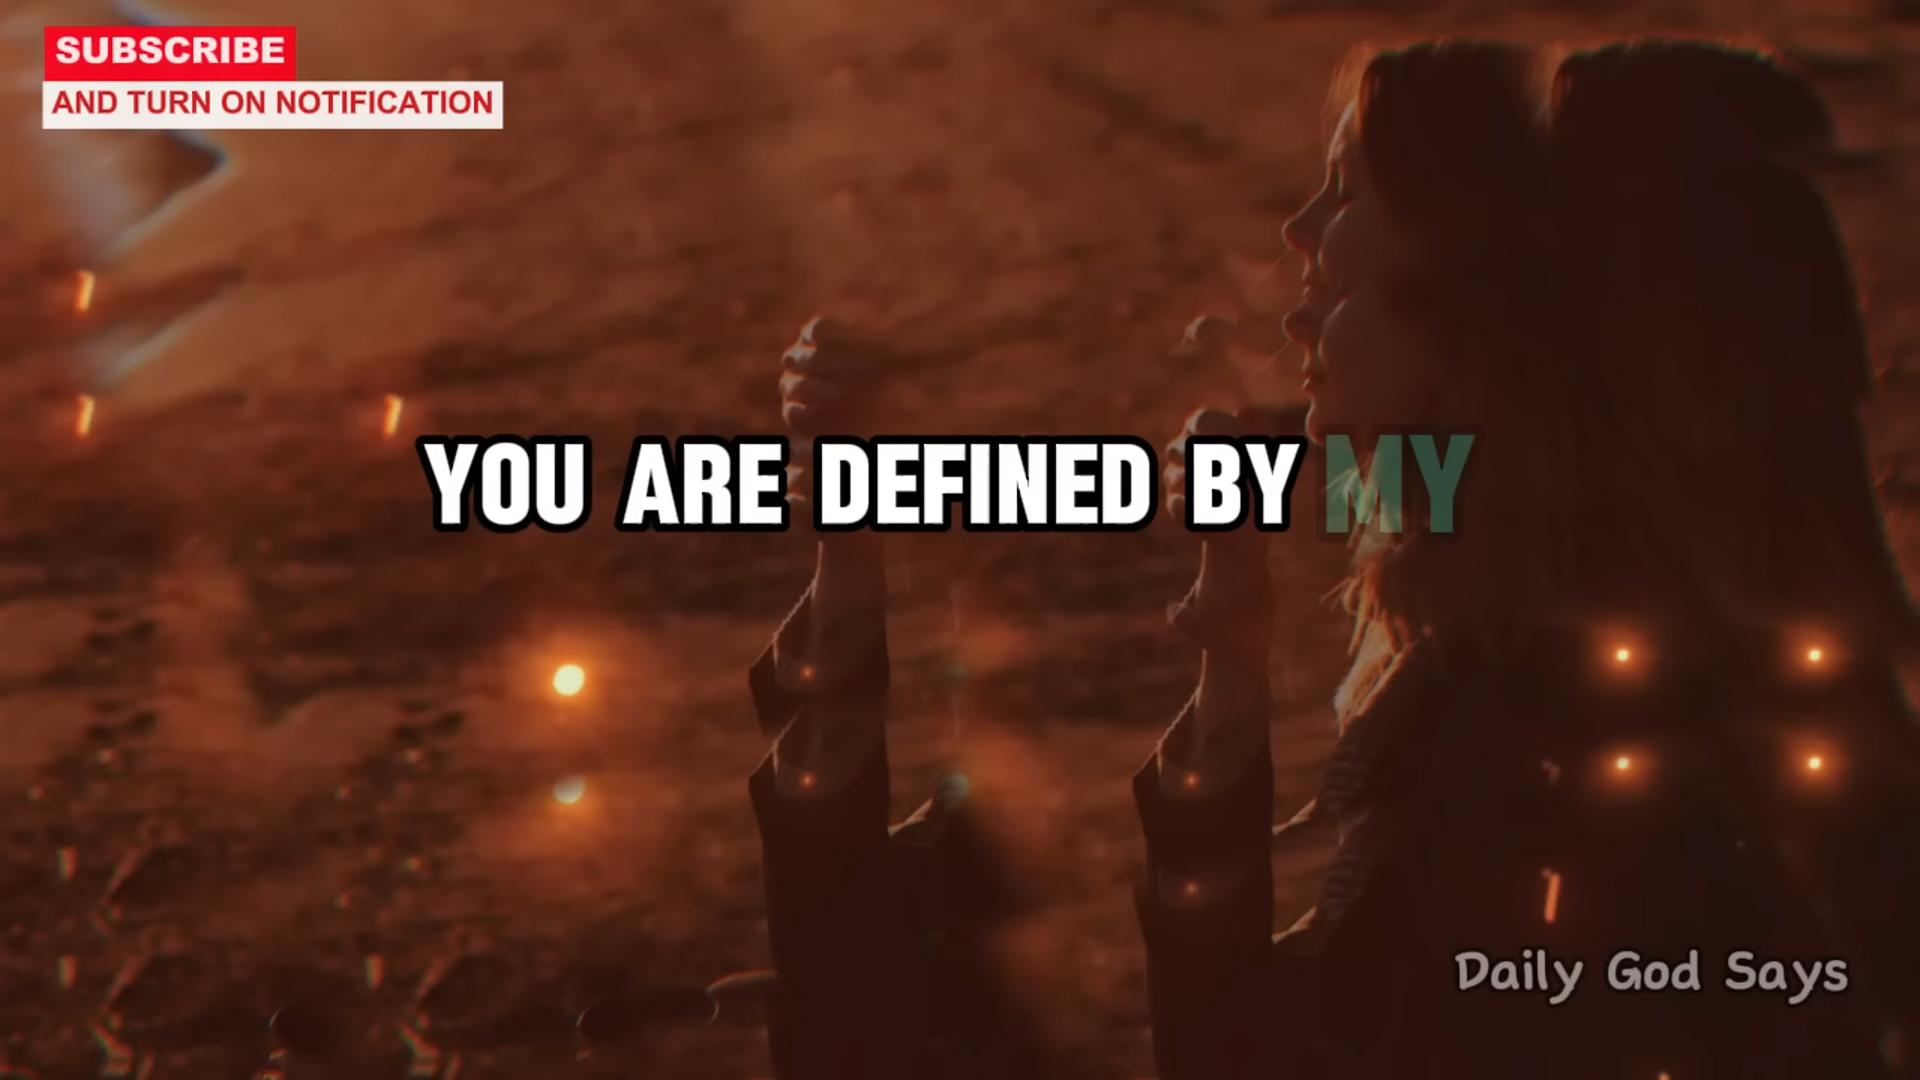 SUBSCRIBE
AND TURN ON NOTIFICATION
YOU ARE DEFINED BY MY
Daily God Says